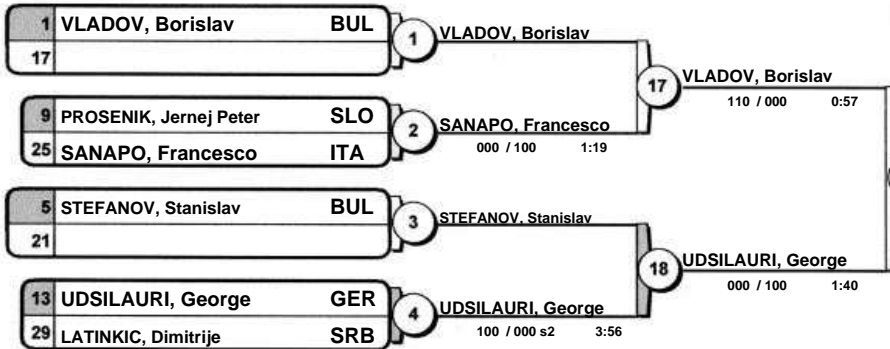 1 VLADOV, Borislav BUL
17
1
VLADOV, Borislav
9 PROSENIK, Jernej Peter SLO
25 SANAPO, Francesco ITA
2
SANAPO, Francesco
000 / 100 1:19
17
VLADOV, Borislav
110 / 000 0:57
5 STEFANOV, Stanislav BUL
21
3
STEFANOV, Stanislav
13 UDSILAURI, George GER
29 LATINKIC, Dimitrije SRB
4
UDSILAURI, George
100 / 000 s2 3:56
18
UDSILAURI, George
000 / 100 1:40